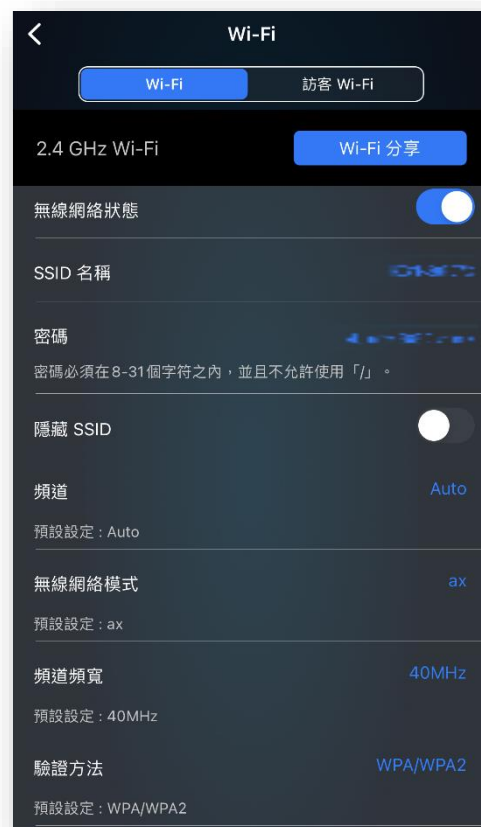 Wi-Fi
Wi-Fi 訪客 Wi-Fi
2.4 GHz Wi-Fi Wi-Fi 分享
無線網絡狀態
SSID 名稱
密碼
密碼必須在8-31個字符之內，並且不允許使用「/」。
隱藏 SSID
頻道 Auto
預設設定 : Auto
無線網絡模式 ax
預設設定 : ax
頻道頻寬 40MHz
預設設定 : 40MHz
驗證方法 WPA/WPA2
預設設定 : WPA/WPA2